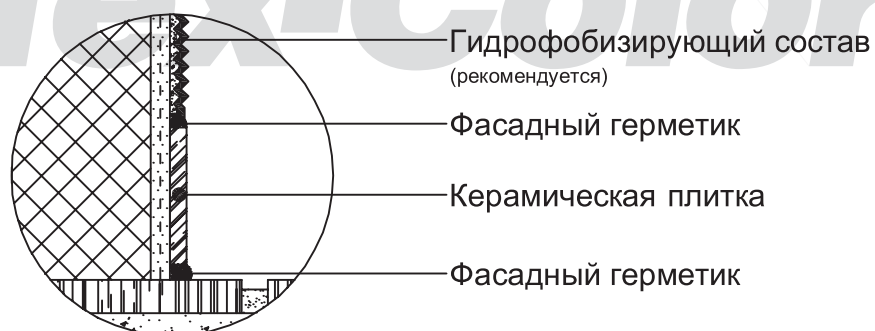 Гидрофобизирующий состав
(рекомендуется)
Фасадный герметик
Керамическая плитка
Фасадный герметик